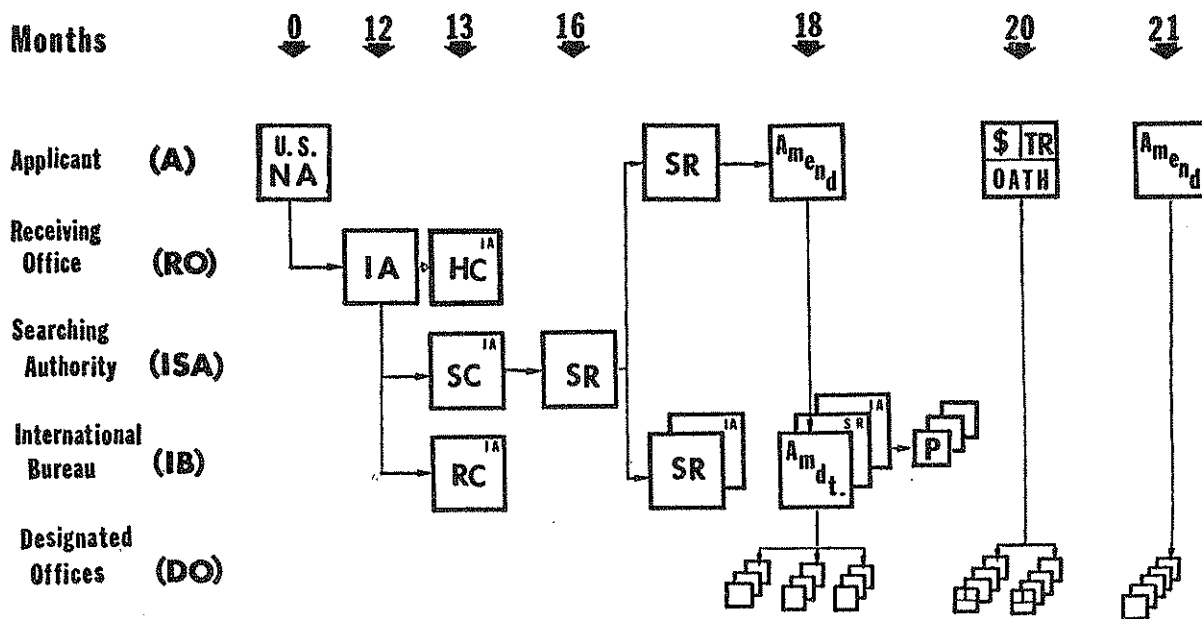 Months 0 12 13 16 18 20 21
Applicant (A)
U.S.
NA
SR
Amend
$ TR
OATH
Amend
Receiving
Office (RO)
IA
IA
HC
Searching
Authority (ISA)
IA
SC
SR
International
Bureau (IB)
IA
RC
IA
SR
IA
SR
Amdt.
P
Designated
Offices (DO)